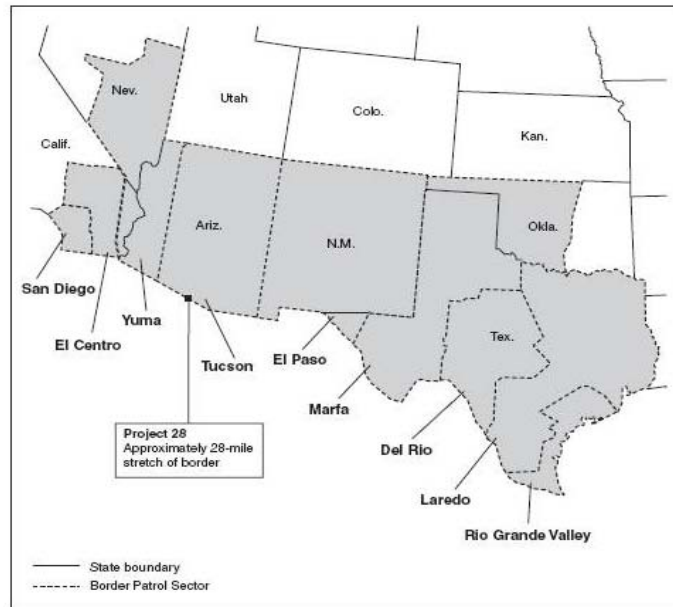 Nev.
Utah
Colo.
Kan.
Calif.
Ariz.
N.M.
Okla.
San Diego
Yuma
El Centro
Tucson
El Paso
Tex.
Marfa
Project 28
Approximately 28-mile
stretch of border
Del Rio
Laredo
Rio Grande Valley
State boundary
Border Patrol Sector